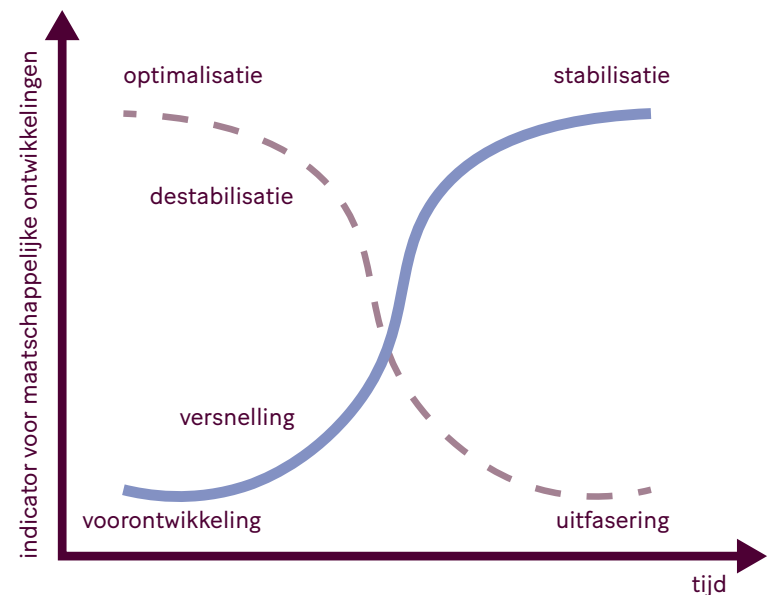 indicator voor maatschappelijke ontwikkelingen
optimalisatie
stabilisatie
destabilisatie
versnelling
voorontwikkeling
uitfasering
tijd